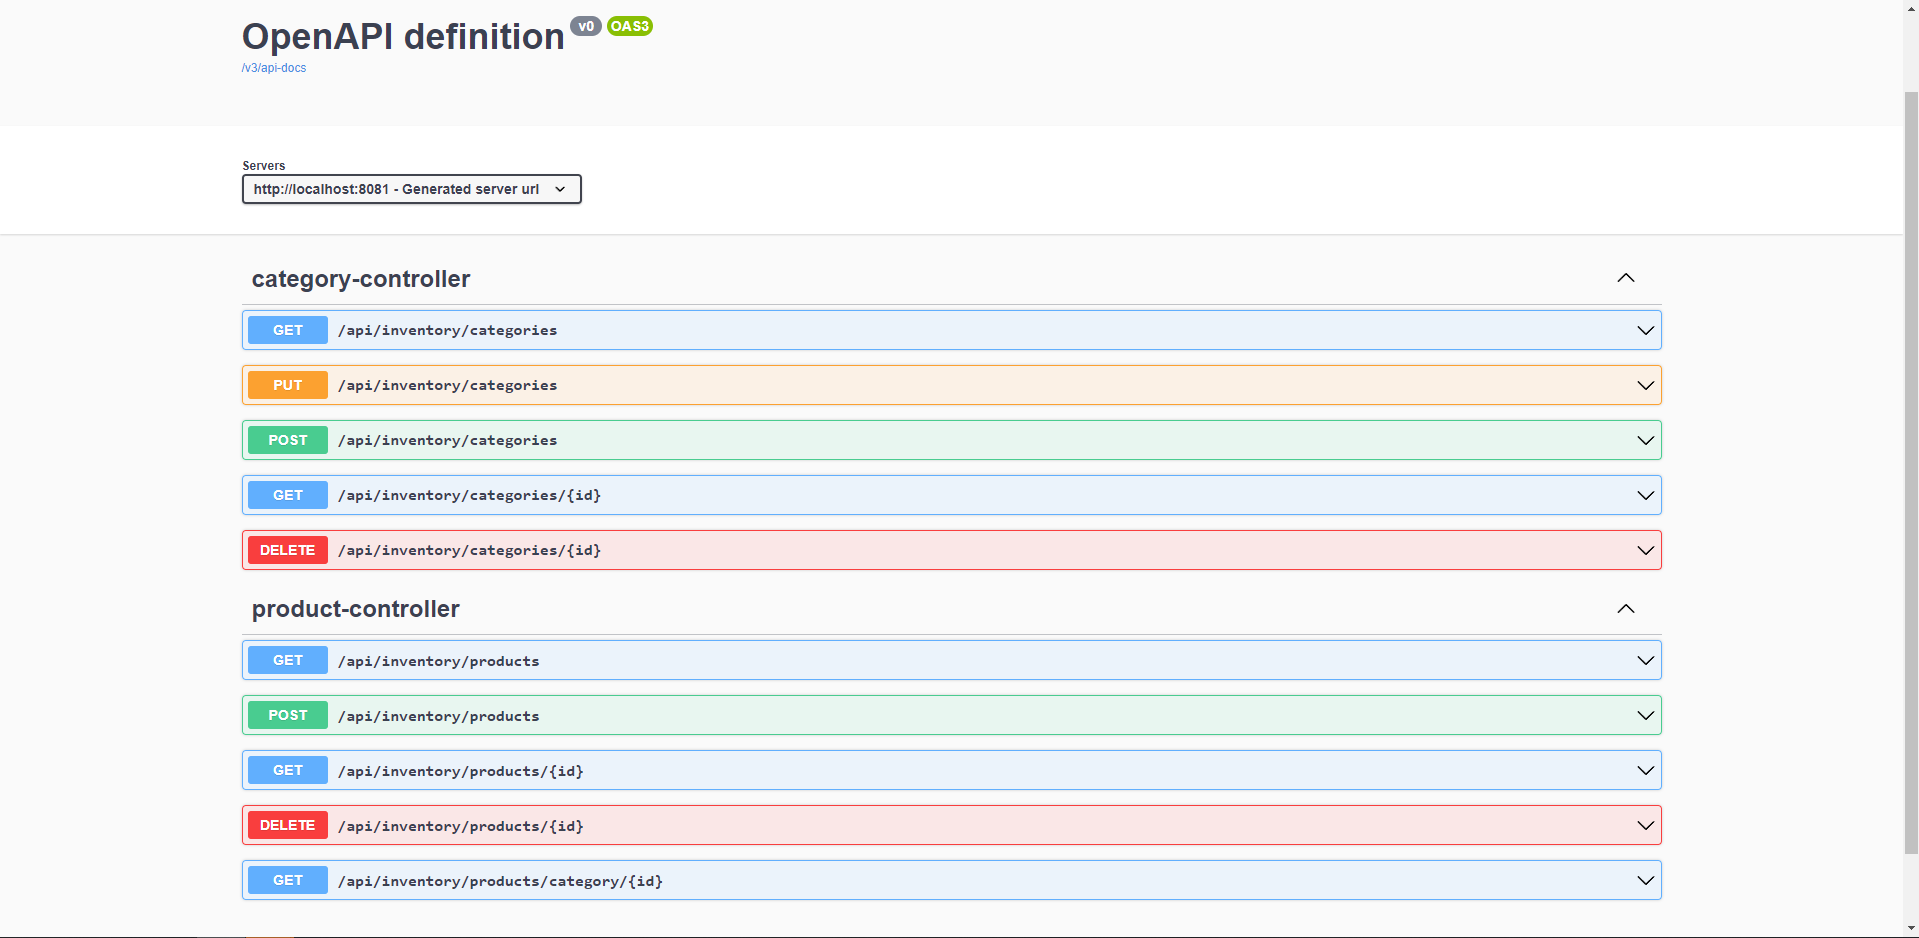 OpenAPI definition v0 OAS3
/v3/api-docs
Servers
http://localhost:8081 - Generated server url
category-controller
GET /api/inventory/categories
PUT /api/inventory/categories
POST /api/inventory/categories
GET /api/inventory/categories/{id}
DELETE /api/inventory/categories/{id}
product-controller
GET /api/inventory/products
POST /api/inventory/products
GET /api/inventory/products/{id}
DELETE /api/inventory/products/{id}
GET /api/inventory/products/category/{id}